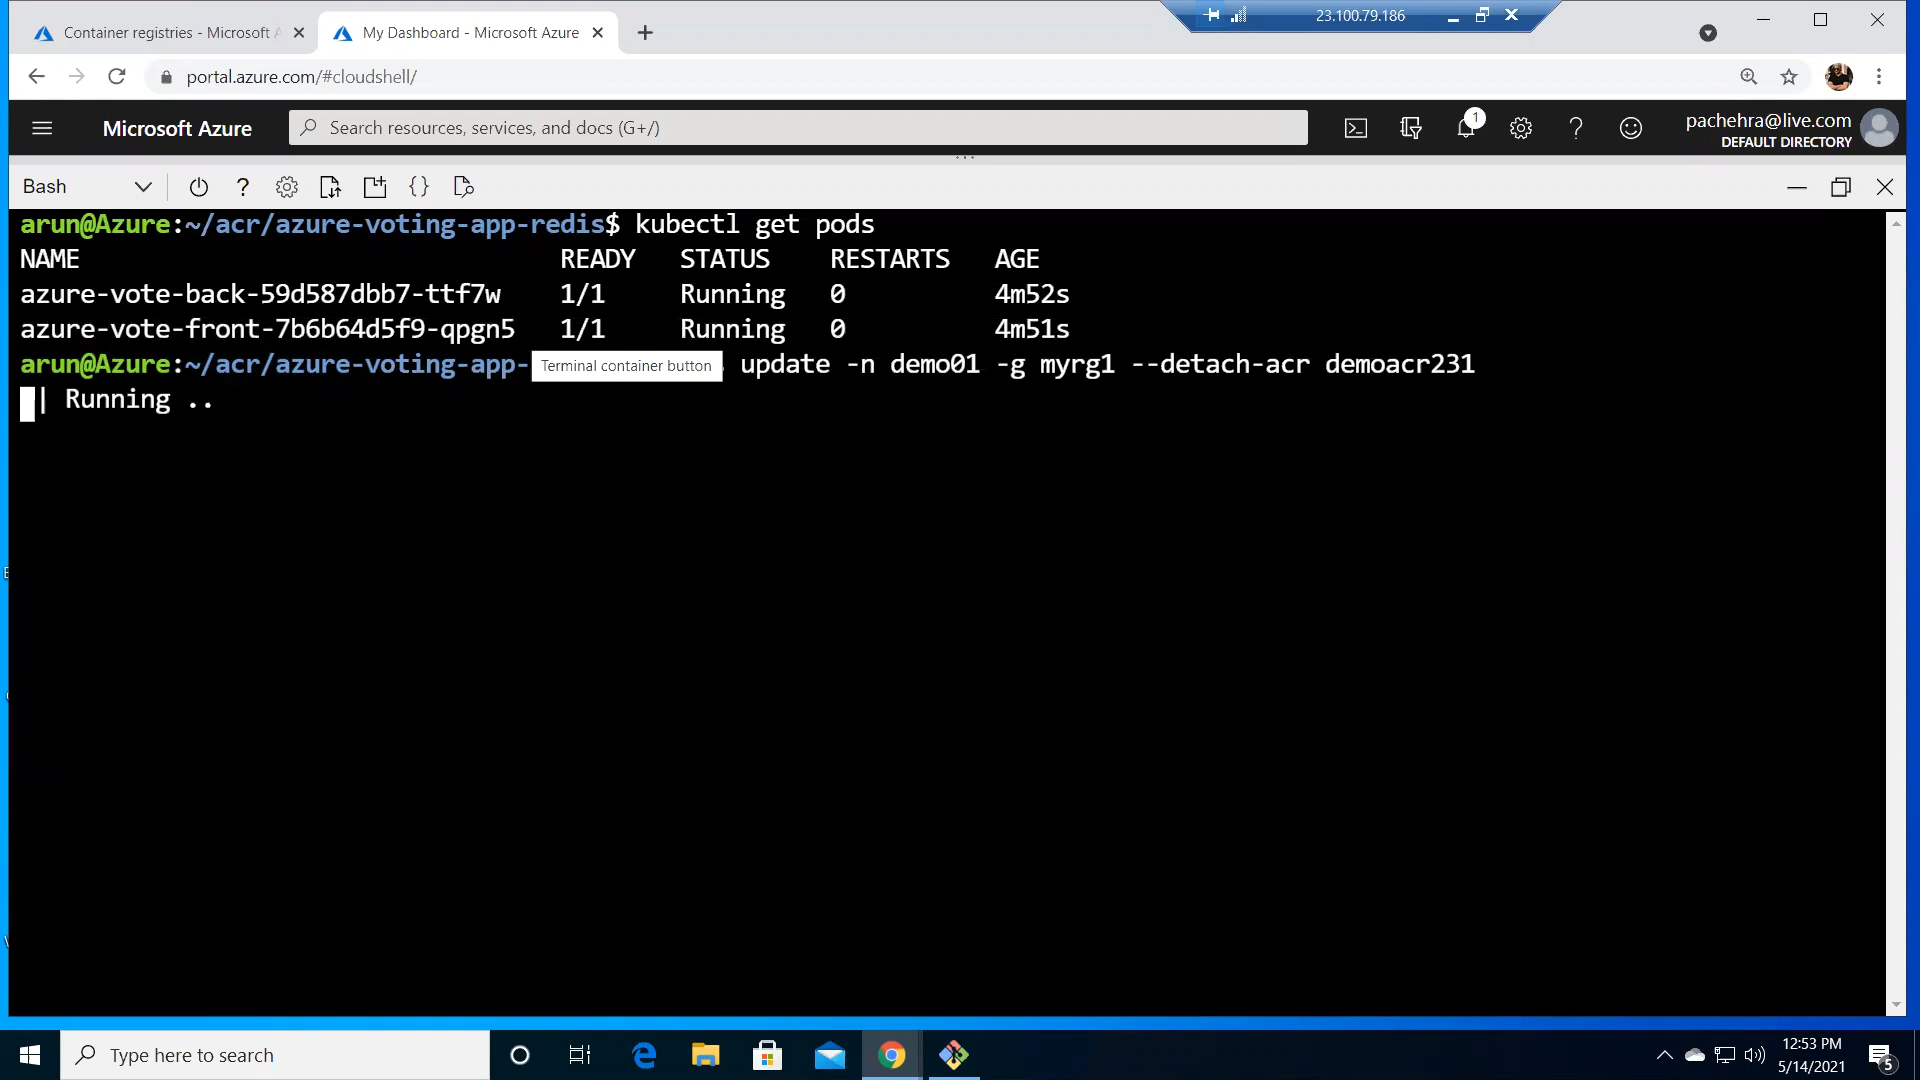 23.100.79.186
Container registries - Microsoft A
My Dashboard - Microsoft Azure
portal.azure.com/#cloudshell/
Microsoft Azure
Search resources, services, and docs (G+/)
1
pachehra@live.com
DEFAULT DIRECTORY
Bash
arun@Azure:~/acr/azure-voting-app-redis$ kubectl get pods
NAME READY STATUS RESTARTS AGE
azure-vote-back-59d587dbb7-ttf7w 1/1 Running 0 4m52s
azure-vote-front-7b6b64d5f9-qpgn5 1/1 Running 0 4m51s
arun@Azure:~/acr/azure-voting-app- update -n demo01 -g myrg1 --detach-acr demoacr231
Terminal container button
| Running ..
Type here to search
12:53 PM
5/14/2021
5